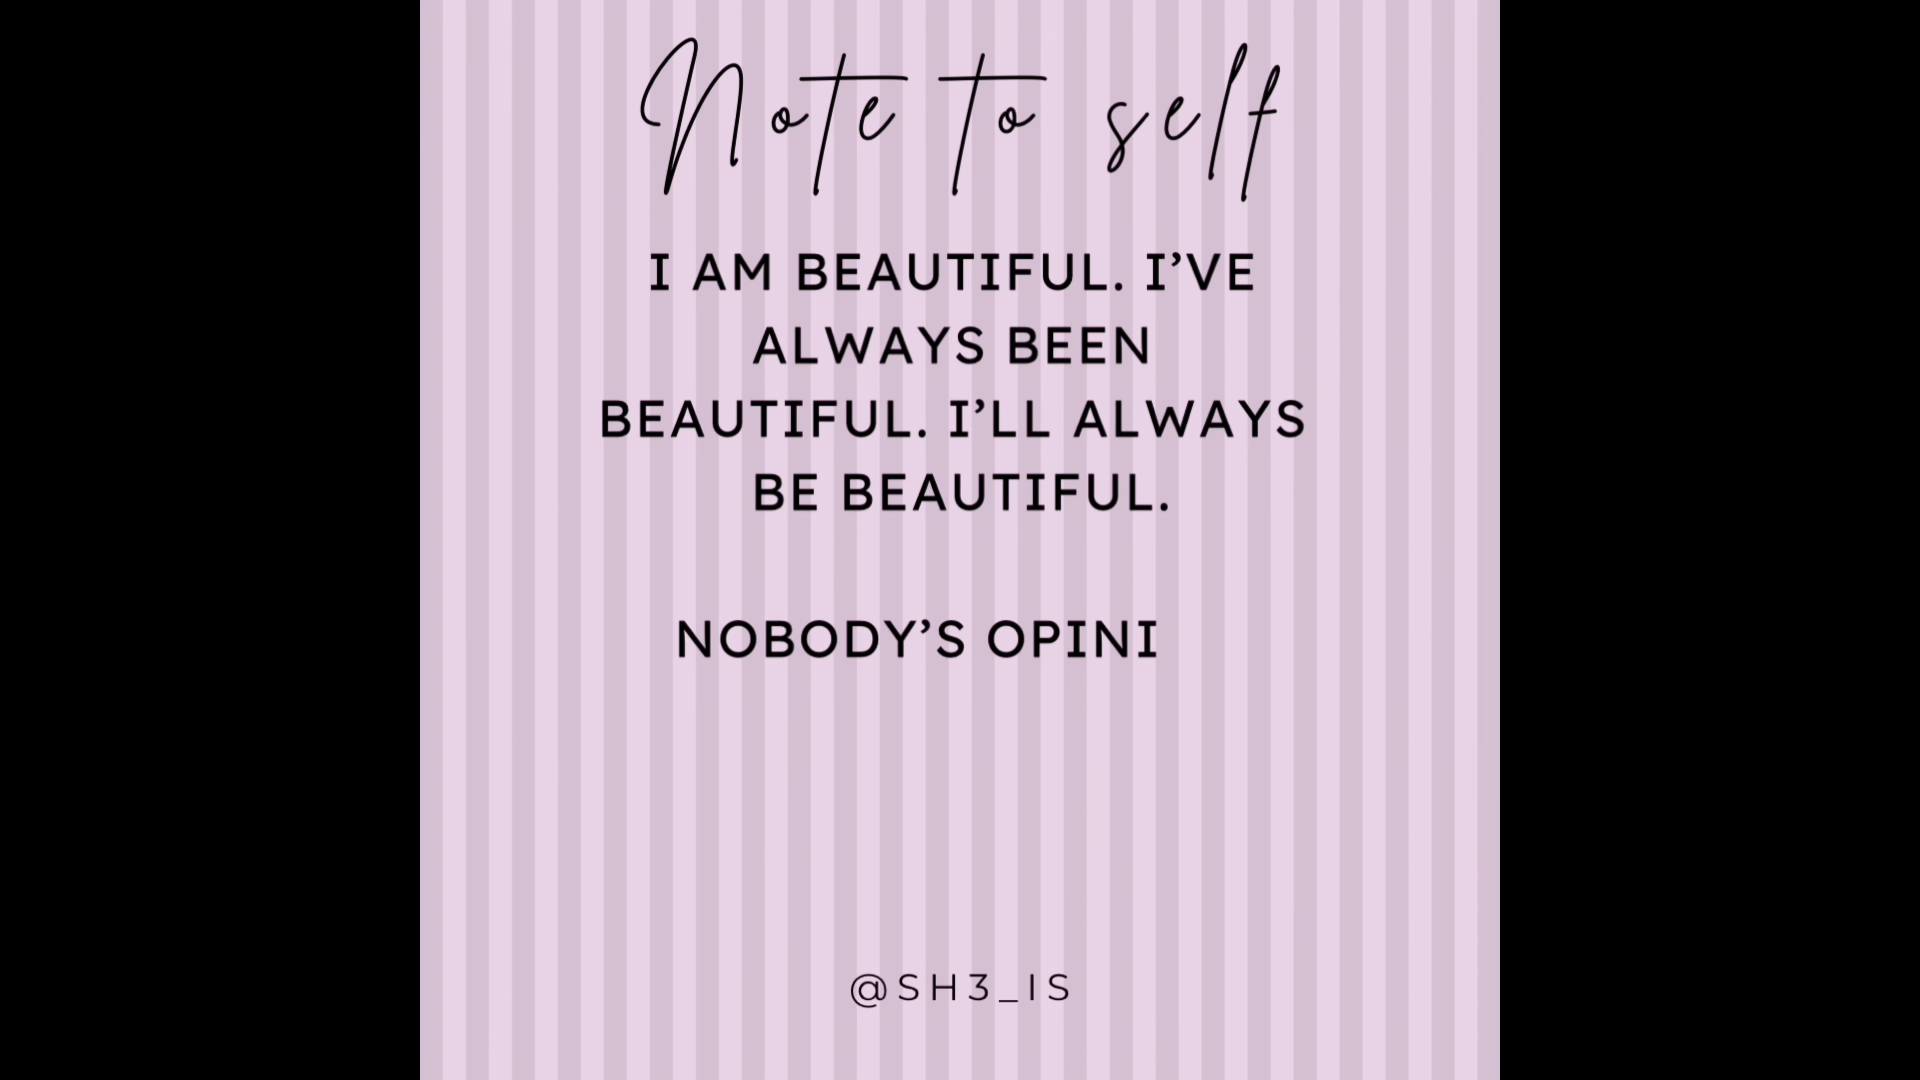 Note to self
I AM BEAUTIFUL. I’VE
ALWAYS BEEN
BEAUTIFUL. I’LL ALWAYS
BE BEAUTIFUL.
NOBODY’S OPINI
@SH3_IS